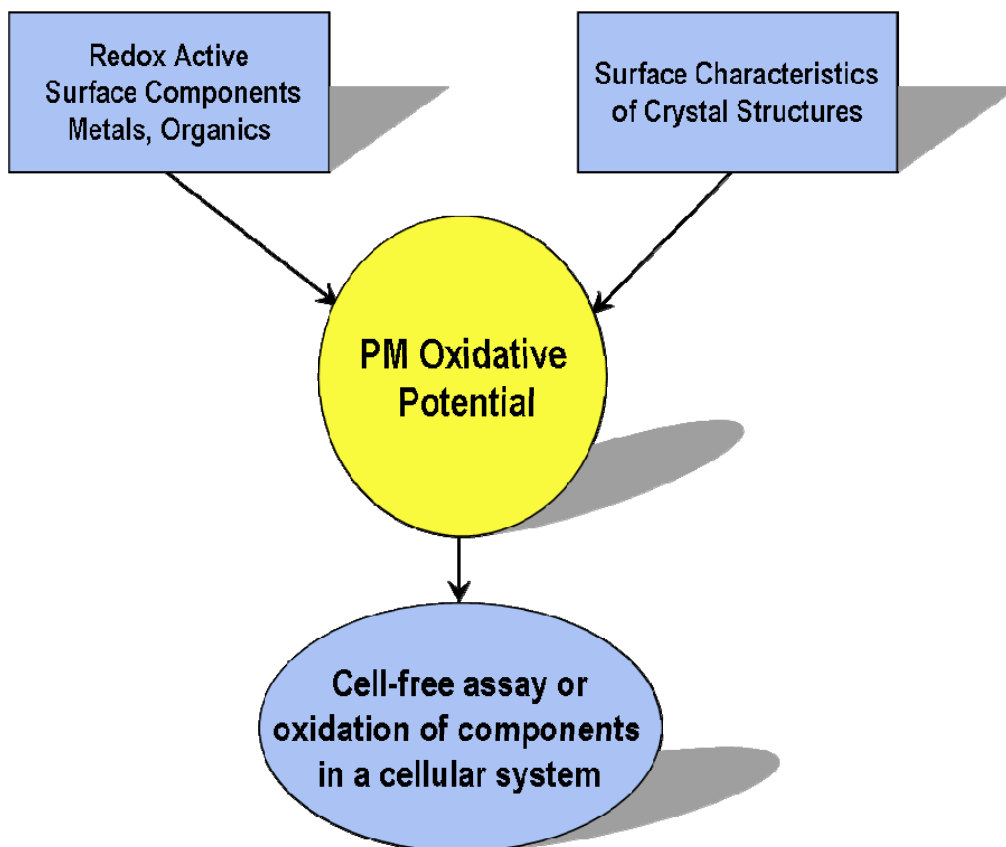 Redox Active
Surface Components
Metals, Organics
Surface Characteristics
of Crystal Structures
PM Oxidative
Potential
Cell-free assay or
oxidation of components
in a cellular system